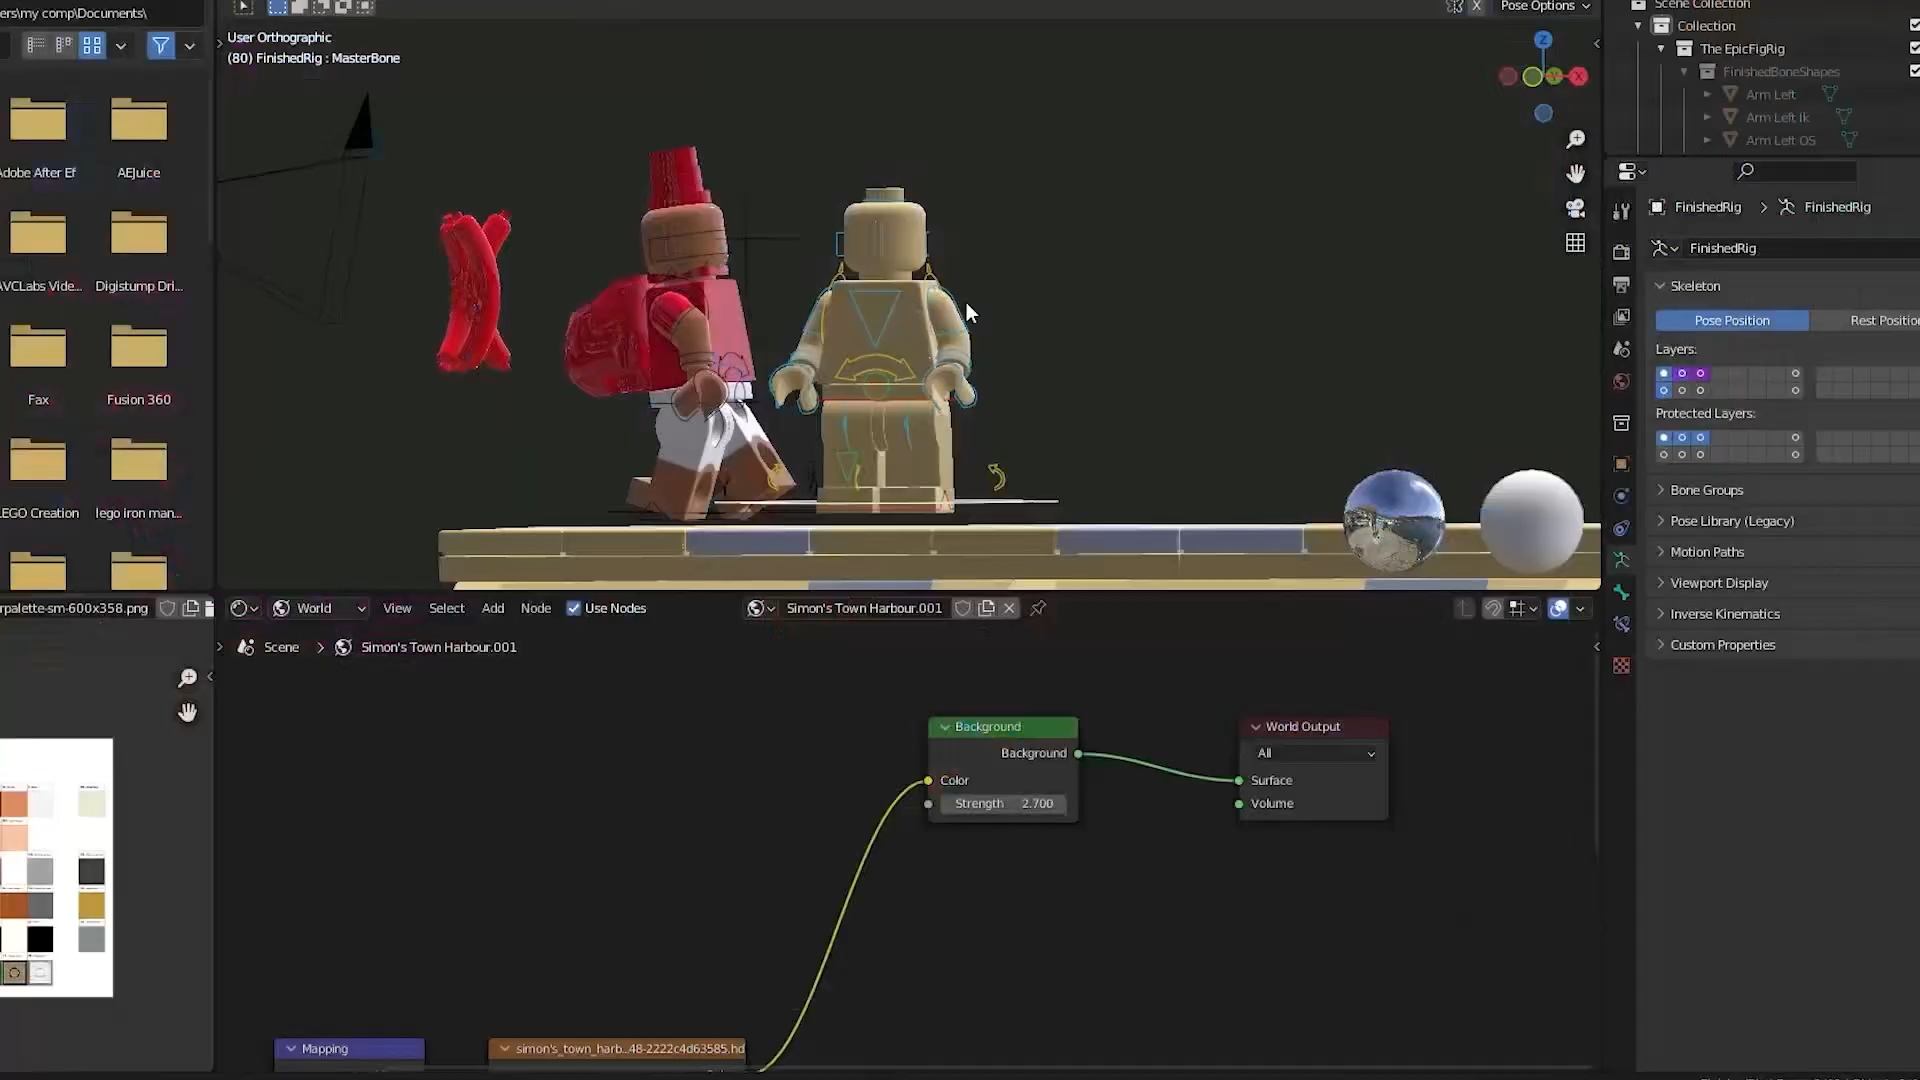 ers\my comp\Documents\
Adobe After Ef
AEJuice
AVCLabs Vide...
Digistump Dri...
Fax
Fusion 360
LEGO Creation
lego iron man...
User Orthographic
(80) FinishedRig : MasterBone
X
Pose Options
Z
Y
X
Scene Collection
Collection
The EpicFigRig
FinishedBoneShapes
Arm Left
Arm Left Ik
Arm Left OS
FinishedRig
FinishedRig
FinishedRig
Skeleton
Pose Position
Rest Positio
Layers:
Protected Layers:
Bone Groups
Pose Library (Legacy)
Motion Paths
Viewport Display
Inverse Kinematics
Custom Properties
rpalette-sm-600x358.png
World
View
Select
Add
Node
Use Nodes
Simon's Town Harbour.001
Scene
Simon's Town Harbour.001
Background
Background
Color
Strength 2.700
World Output
All
Surface
Volume
Mapping
simon's_town_harb...48-2222c4d63585.hd